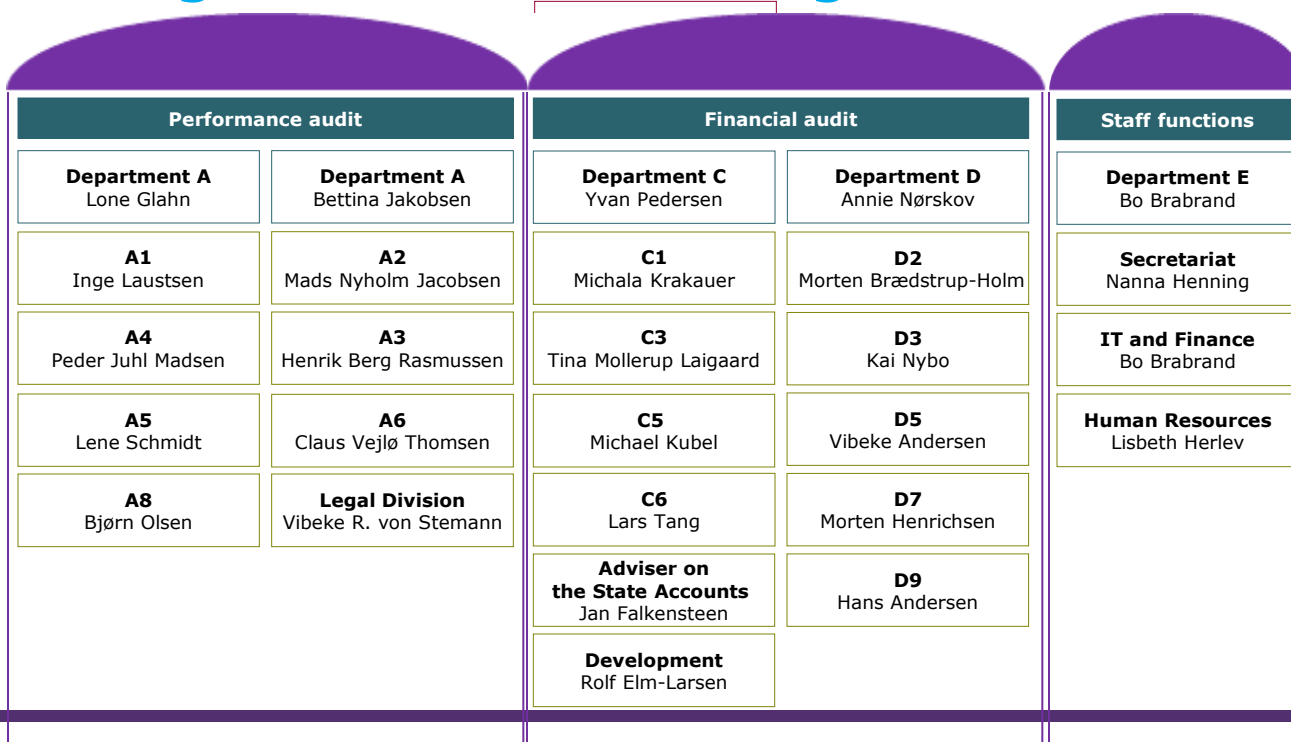 Performance audit
Department A
Lone Glahn
A1
Inge Laustsen
A4
Peder Juhl Madsen
A5
Lene Schmidt
A8
Bjørn Olsen
Department A
Bettina Jakobsen
A2
Mads Nyholm Jacobsen
A3
Henrik Berg Rasmussen
A6
Claus Vejlø Thomsen
Legal Division
Vibeke R. von Stemann
Financial audit
Department C
Yvan Pedersen
C1
Michala Krakauer
C3
Tina Mollerup Laigaard
C5
Michael Kubel
C6
Lars Tang
Adviser on
the State Accounts
Jan Falkensteen
Development
Rolf Elm-Larsen
Department D
Annie Nørskov
D2
Morten Brædstrup-Holm
D3
Kai Nybo
D5
Vibeke Andersen
D7
Morten Henrichsen
D9
Hans Andersen
Staff functions
Department E
Bo Brabrand
Secretariat
Nanna Henning
IT and Finance
Bo Brabrand
Human Resources
Lisbeth Herlev